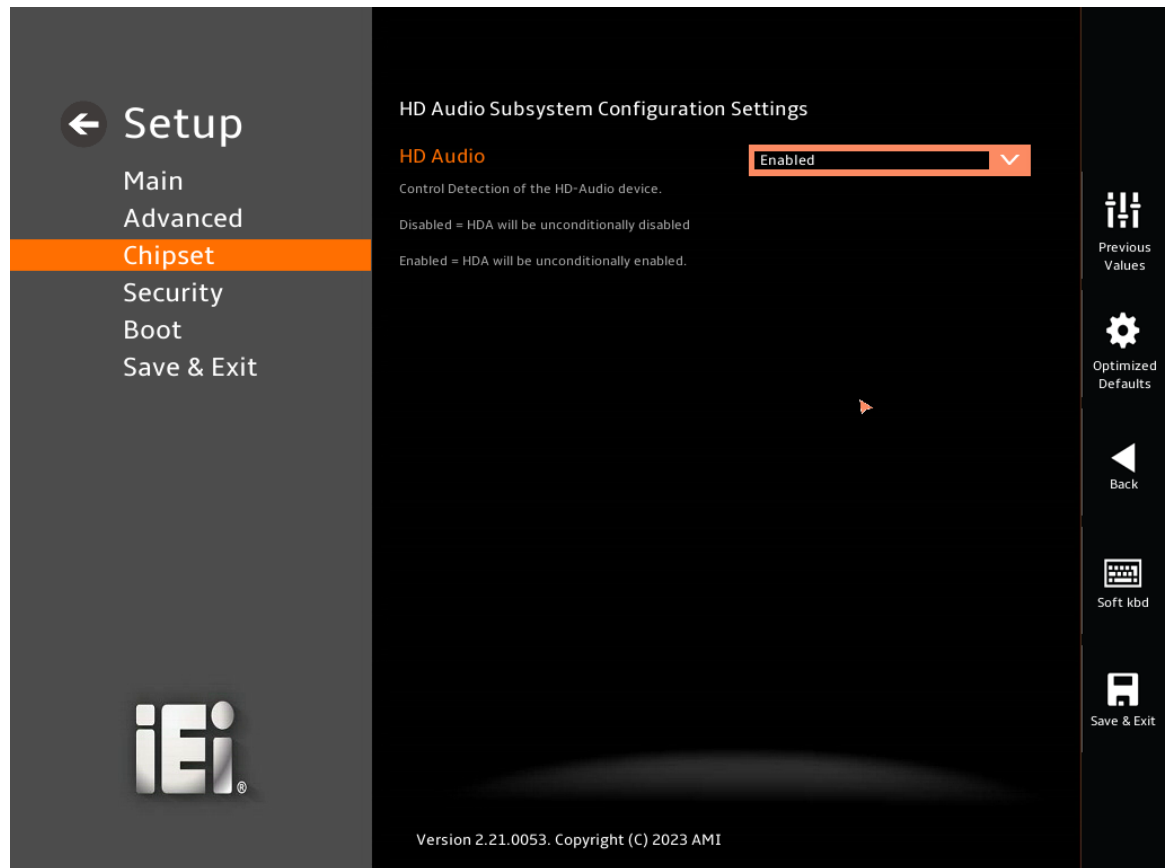 Setup
Main
Advanced
Chipset
Security
Boot
Save & Exit
iEi®
HD Audio Subsystem Configuration Settings
HD Audio
Enabled
Control Detection of the HD-Audio device.
Disabled = HDA will be unconditionally disabled
Enabled = HDA will be unconditionally enabled.
Previous
Values
Optimized
Defaults
Back
Soft kbd
Save & Exit
Version 2.21.0053. Copyright (C) 2023 AMI